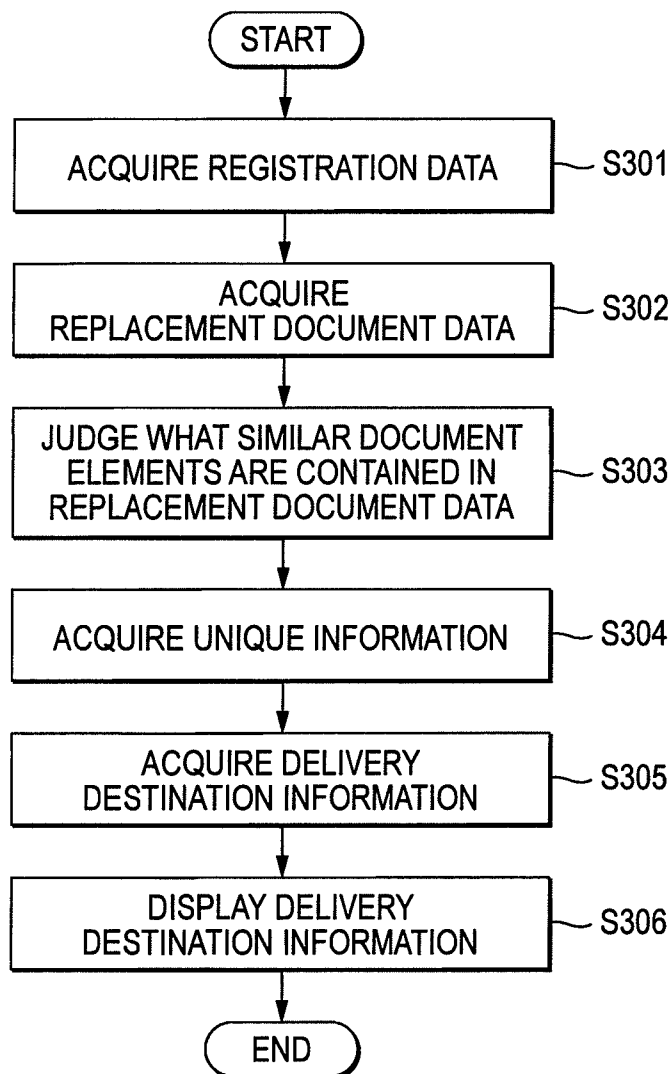 START
ACQUIRE REGISTRATION DATA
S301
ACQUIRE
REPLACEMENT DOCUMENT DATA
S302
JUDGE WHAT SIMILAR DOCUMENT
ELEMENTS ARE CONTAINED IN
REPLACEMENT DOCUMENT DATA
S303
ACQUIRE UNIQUE INFORMATION
S304
ACQUIRE DELIVERY
DESTINATION INFORMATION
S305
DISPLAY DELIVERY
DESTINATION INFORMATION
S306
END